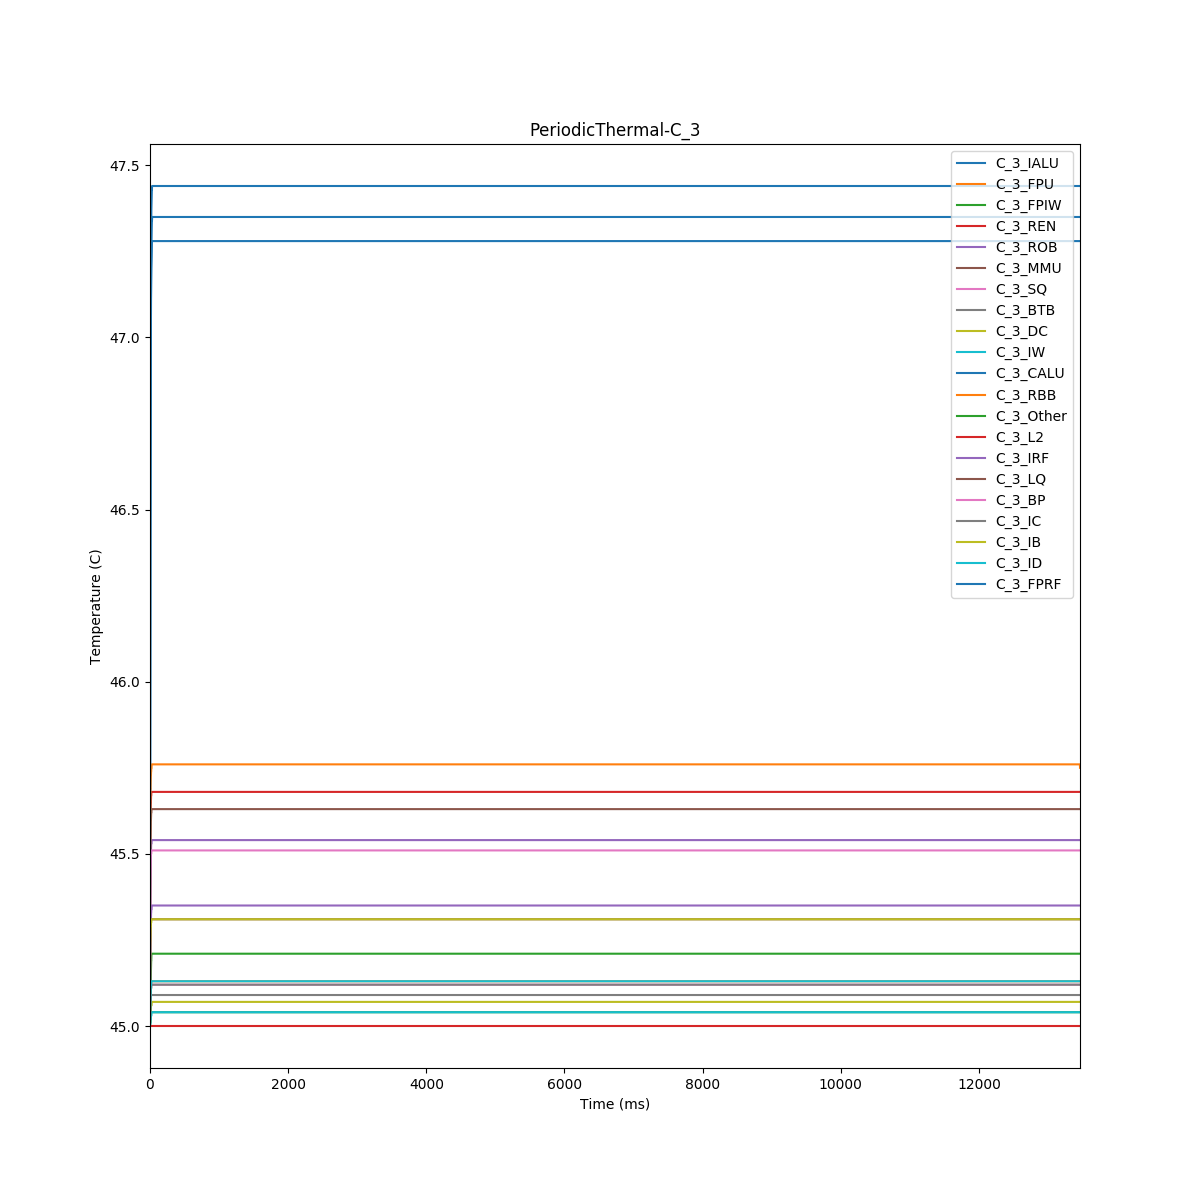 PeriodicThermal-C_3
47.5
47.0
46.5
46.0
45.5
45.0
Temperature (C)
C_3_IALU
C_3_FPU
C_3_FPIW
C_3_REN
C_3_ROB
C_3_MMU
C_3_SQ
C_3_BTB
C_3_DC
C_3_IW
C_3_CALU
C_3_RBB
C_3_Other
C_3_L2
C_3_IRF
C_3_LQ
C_3_BP
C_3_IC
C_3_IB
C_3_ID
C_3_FPRF
0 2000 4000 6000 8000 10000 12000
Time (ms)